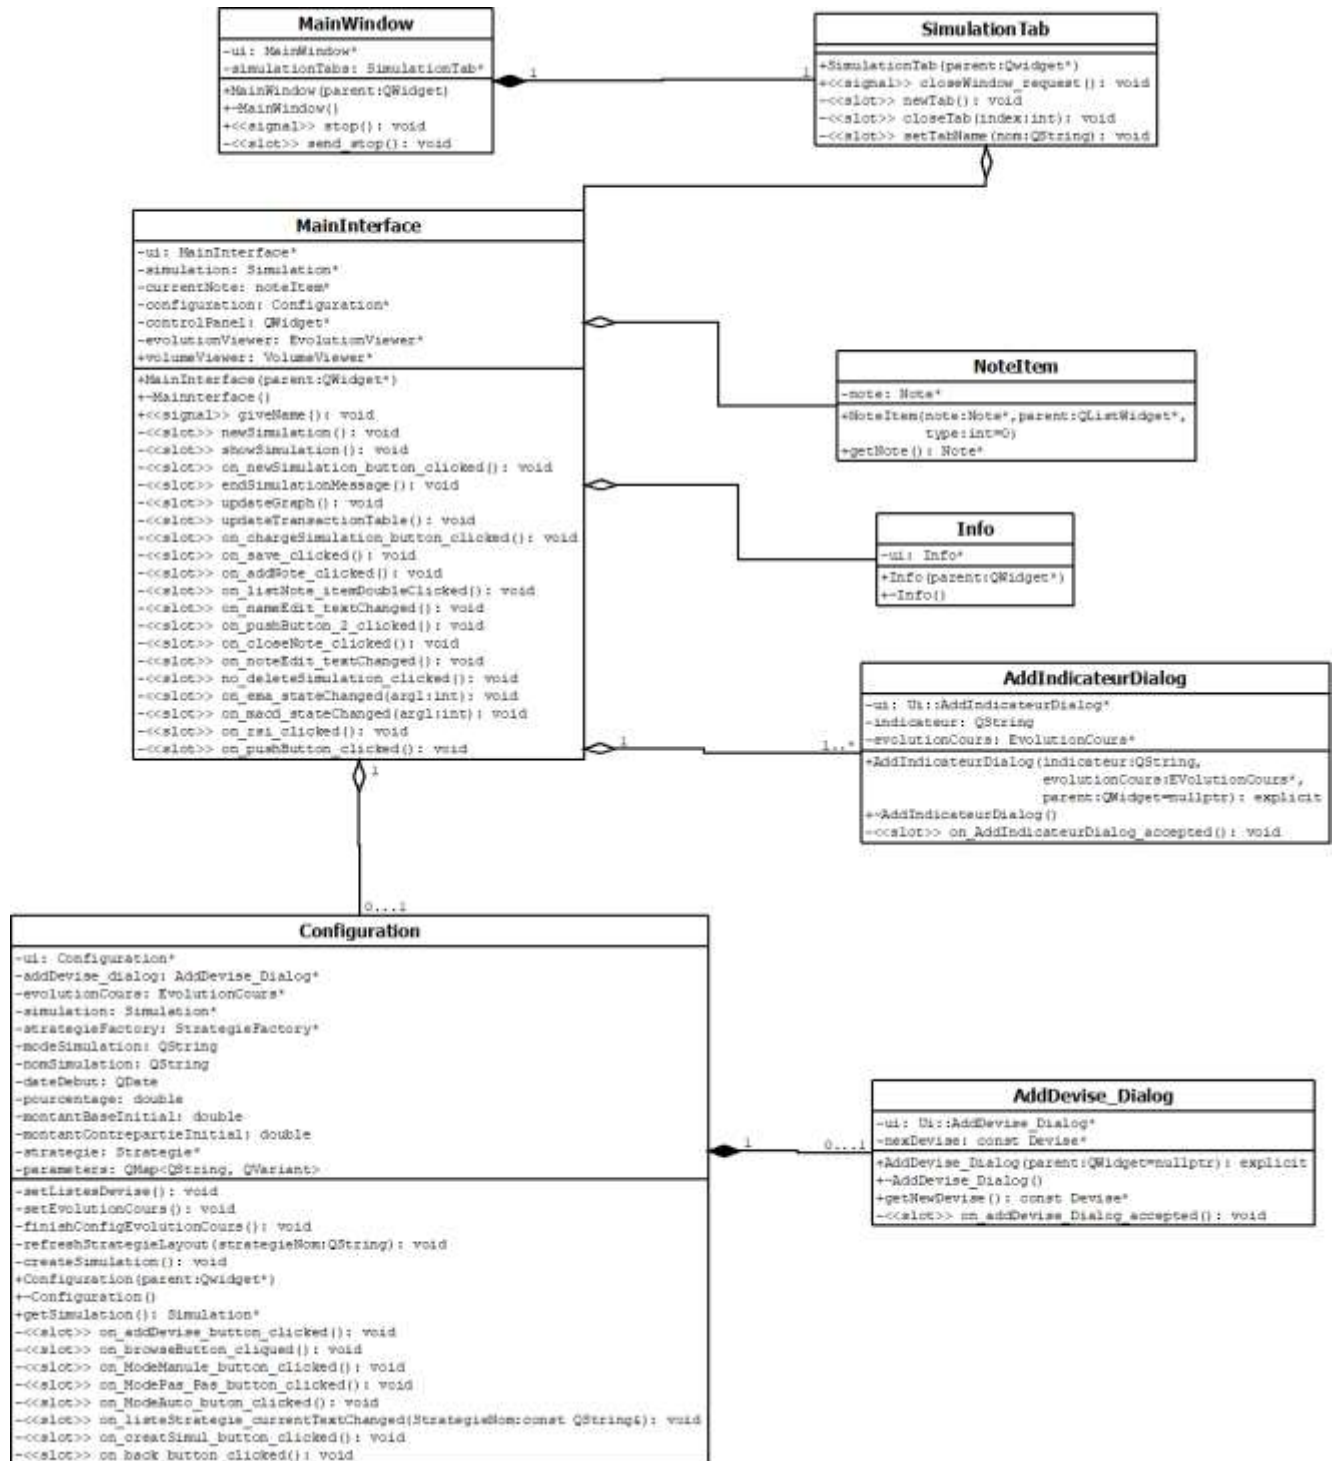 MainWindow
-ui: MainWindow*
-simulationTabs: SimulationTab*
+MainWindow(parent:QWidget)
+~MainWindow()
+<<signal>> stop(): void
-<<slot>> send_stop(): void
1
1
SimulationTab
+SimulationTab(parent:Qwidget*)
+<<signal>> closeWindow_request(): void
-<<slot>> newTab(): void
-<<slot>> closeTab(index:int): void
-<<slot>> setTabName(nom:QString): void
MainInterface
-ui: MainInterface*
-simulation: Simulation*
-currentNote: noteItem*
-configuration: Configuration*
-controlPanel: QWidget*
-evolutionViewer: EvolutionViewer*
+volumeViewer: VolumeViewer*
+MainInterface(parent:QWidget*)
+~Mainnterface()
+<<signal>> giveName(): void
-<<slot>> newSimulation(): void
-<<slot>> showSimulation(): void
-<<slot>> on_newSimulation_button_clicked(): void
-<<slot>> endSimulationMessage(): void
-<<slot>> updateGraph(): void
-<<slot>> updateTransactionTable(): void
-<<slot>> on_chargeSimulation_button_clicked(): void
-<<slot>> on_save_clicked(): void
-<<slot>> on_addNote_clicked(): void
-<<slot>> on_listNote_itemDoubleClicked(): void
-<<slot>> on_nameEdit_textChanged(): void
-<<slot>> on_pushButton_2_clicked(): void
-<<slot>> on_closeNote_clicked(): void
-<<slot>> on_noteEdit_textChanged(): void
-<<slot>> no_deleteSimulation_clicked(): void
-<<slot>> on_ema_stateChanged(arg1:int): void
-<<slot>> on_macd_stateChanged(arg1:int): void
-<<slot>> on_rsi_clicked(): void
-<<slot>> on_pushButton_clicked(): void
NoteItem
-note: Note*
+NoteItem(note:Note*,parent:QListWidget*,
type:int=0)
+getNote(): Note*
Info
-ui: Info*
+Info(parent:QWidget*)
+~Info()
1
1..*
AddIndicateurDialog
-ui: Ui::AddIndicateurDialog*
-indicateur: QString
-evolutionCours: EvolutionCours*
+AddIndicateurDialog(indicateur:QString,
evolutionCours:EVolutionCours*,
parent:QWidget=nullptr): explicit
+~AddIndicateurDialog()
-<<slot>> on_AddIndicateurDialog_accepted(): void
1
0...1
Configuration
-ui: Configuration*
-addDevise_dialog: AddDevise_Dialog*
-evolutionCours: EvolutionCours*
-simulation: Simulation*
-strategieFactory: StrategieFactory*
-modeSimulation: QString
-nomSimulation: QString
-dateDebut: QDate
-pourcentage: double
-montantBaseInitial: double
-montantContrepartieInitial: double
-strategie: Strategie*
-parameters: QMap<QString, QVariant>
-setListesDevise(): void
-setEvolutionCours(): void
-finishConfigEvolutionCours(): void
-refreshStrategieLayout(strategieNom:QString): void
-createSimulation(): void
+Configuration(parent:Qwidget*)
+~Configuration()
+getSimulation(): Simulation*
-<<slot>> on_addDevise_button_clicked(): void
-<<slot>> on_browseButton_cliqued(): void
-<<slot>> on_ModeManule_button_clicked(): void
-<<slot>> on_ModePas_Pas_button_clicked(): void
-<<slot>> on_ModeAuto_buton_clicked(): void
-<<slot>> on_listeStrategie_currentTextChanged(StrategieNom:const QString&): void
-<<slot>> on_creatSimul_button_clicked(): void
-<<slot>> on_back_button_clicked(): void
1
0...1
AddDevise_Dialog
-ui: Ui::AddDevise_Dialog*
-nexDevise: const Devise*
+AddDevise_Dialog(parent:QWidget=nullptr): explicit
+~AddDevise_Dialog()
+getNewDevise(): const Devise*
-<<slot>> on_addDevise_Dialog_accepted(): void